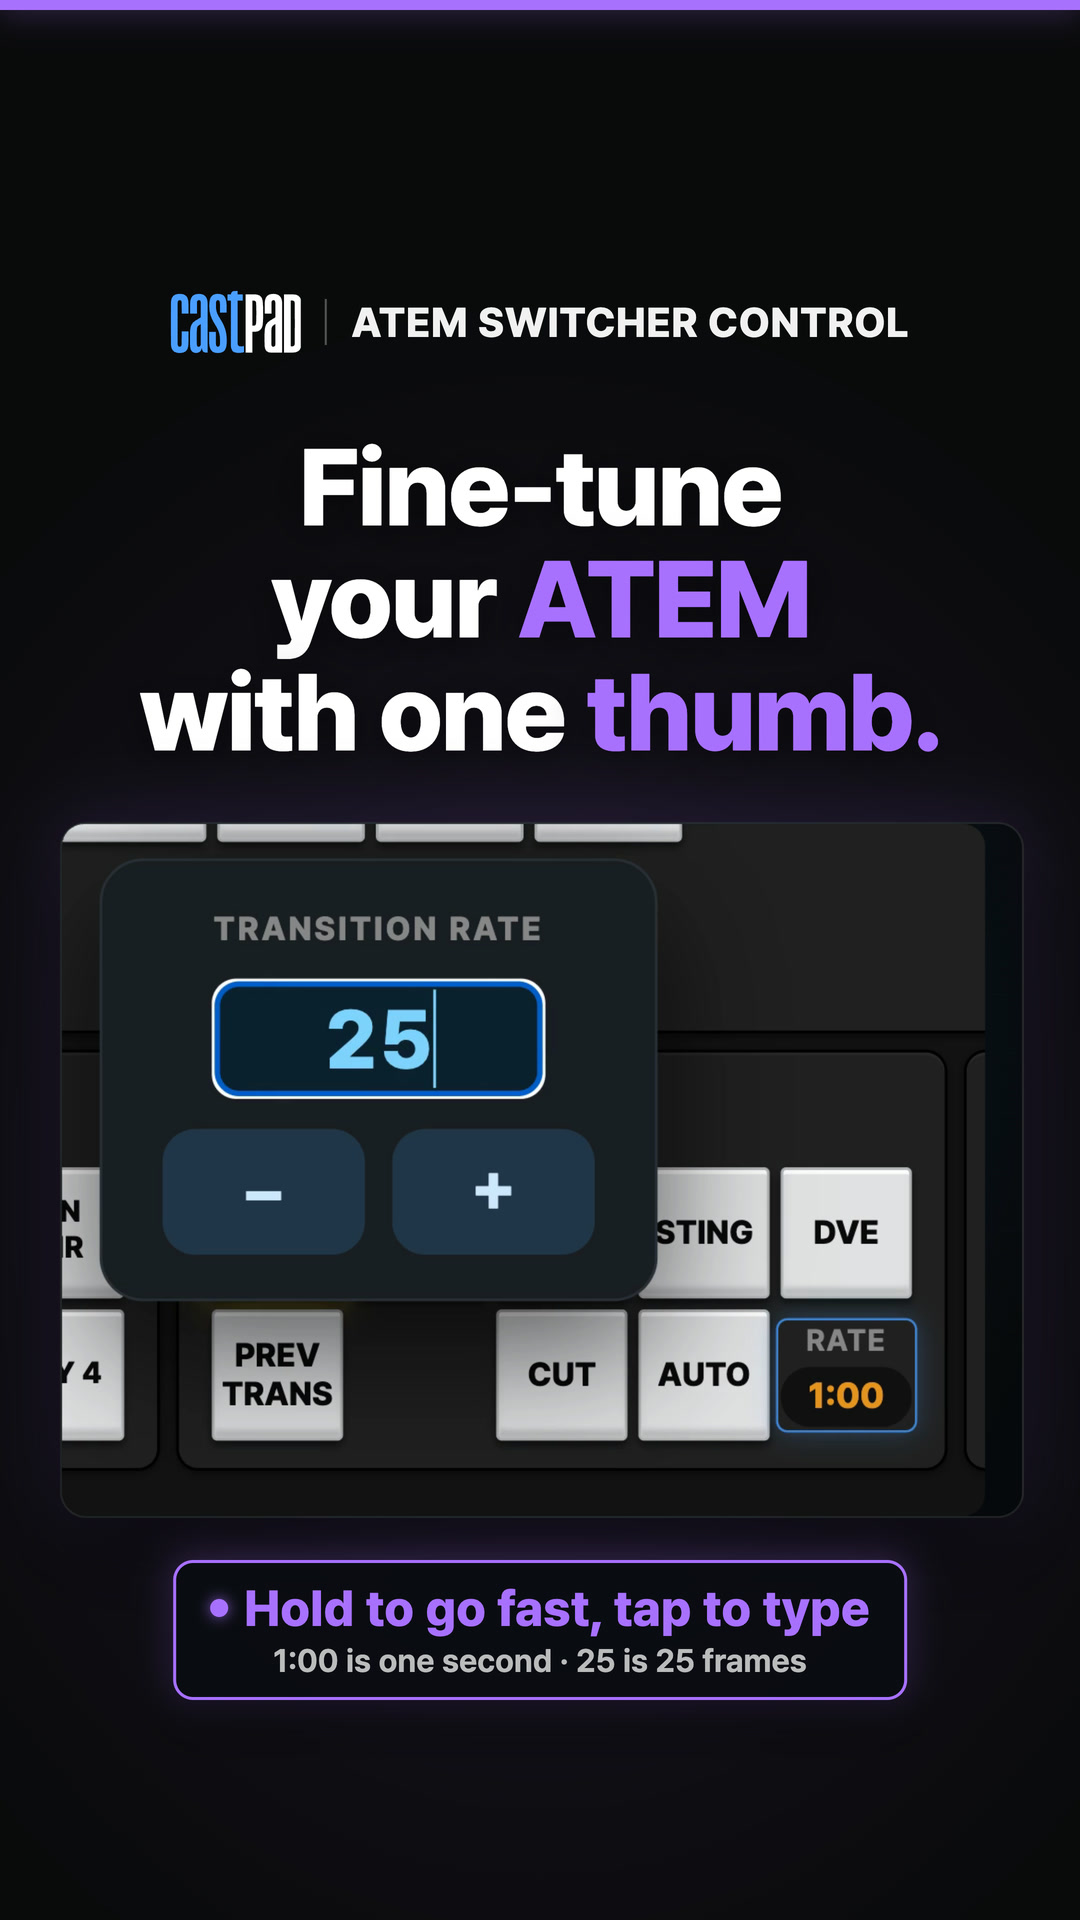 castPAD | ATEM SWITCHER CONTROL
Fine-tune
your ATEM
with one thumb.
TRANSITION RATE
25
− +
N
IR
STING
DVE
Y 4
PREV
TRANS
CUT
AUTO
RATE
1:00
• Hold to go fast, tap to type
1:00 is one second · 25 is 25 frames